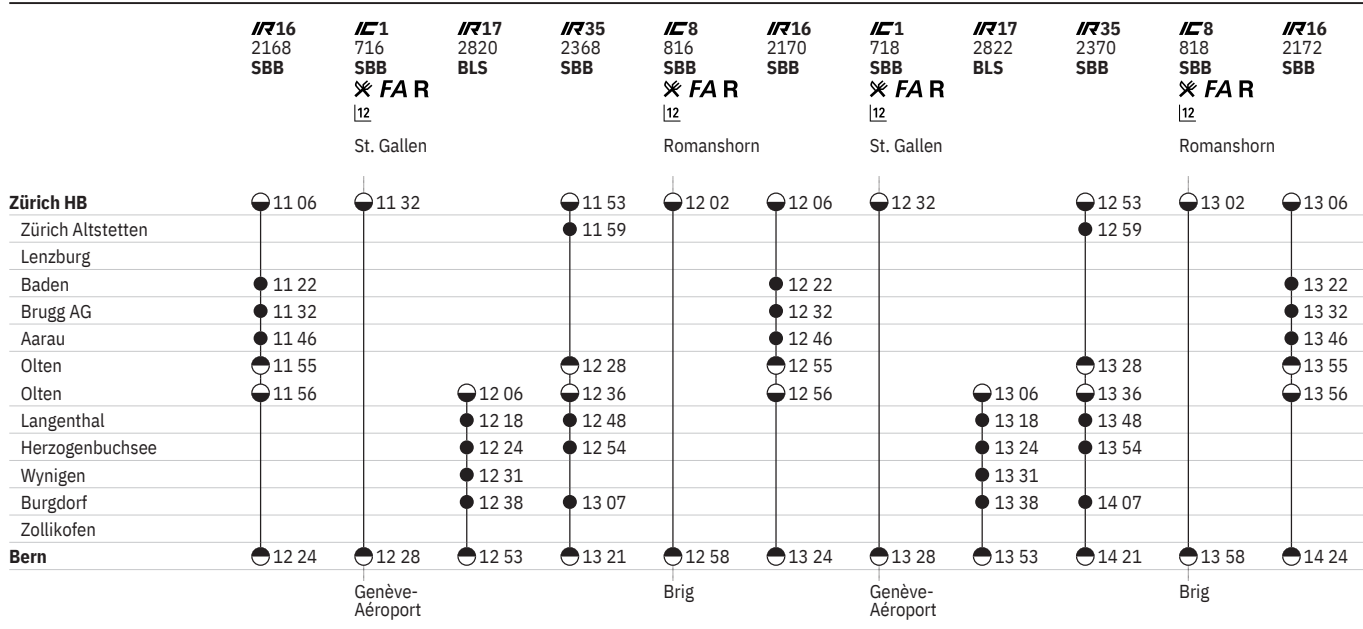 IR16 IC1 IR17 IR35 IC8 IR16 IC1 IR17 IR35 IC8 IR16
2168 716 2820 2368 816 2170 718 2822 2370 818 2172
SBB SBB BLS SBB SBB SBB SBB BLS SBB SBB SBB
FA R FA R FA R FA R
12 12 12 12
St. Gallen Romanshorn St. Gallen Romanshorn
Zürich HB 11 06 11 32 11 53 12 02 12 06 12 32 12 53 13 02 13 06
Zürich Altstetten 11 59 12 59
Lenzburg
Baden 11 22 12 22 13 22
Brugg AG 11 32 12 32 13 32
Aarau 11 46 12 46 13 46
Olten 11 55 12 28 12 55 13 28 13 55
Olten 11 56 12 06 12 36 12 56 13 06 13 36 13 56
Langenthal 12 18 12 48 13 18 13 48
Herzogenbuchsee 12 24 12 54 13 24 13 54
Wynigen 12 31 13 31
Burgdorf 12 38 13 07 13 38 14 07
Zollikofen
Bern 12 24 12 28 12 53 13 21 12 58 13 24 13 28 13 53 14 21 13 58 14 24
Genève- Brig Genève- Brig
Aéroport Aéroport